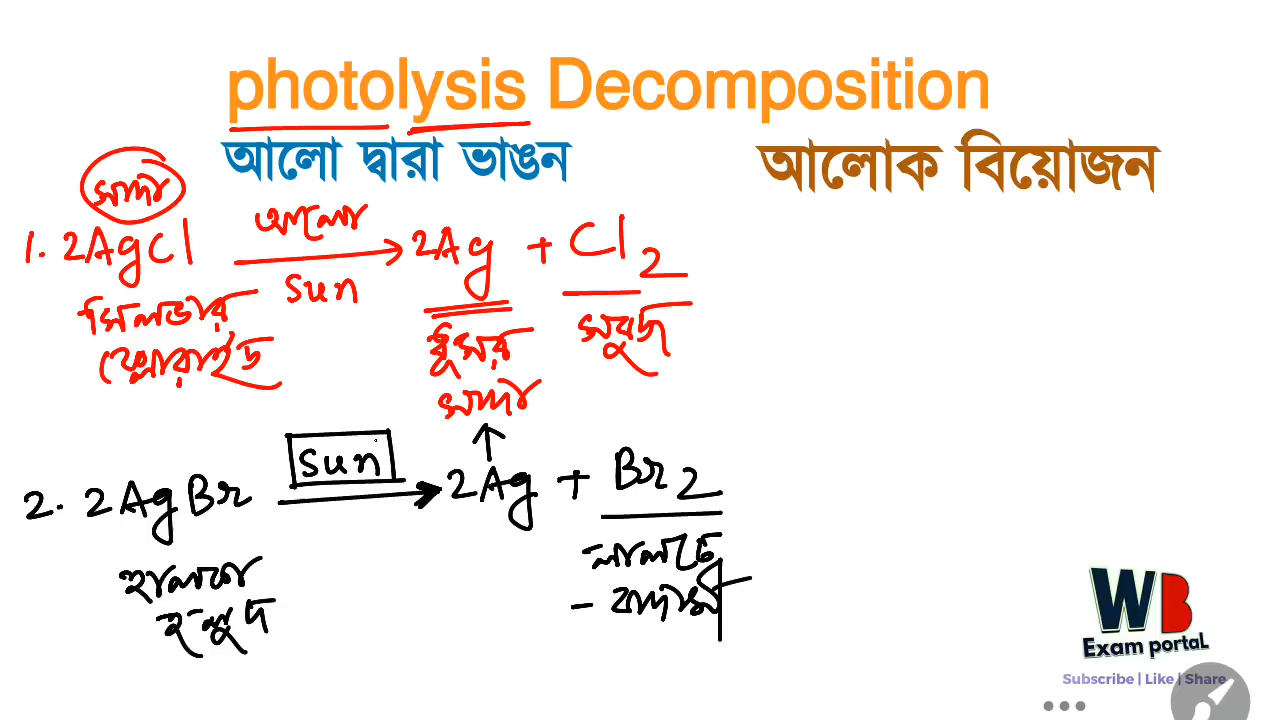 photolysis Decomposition
আলো দ্বারা ভাঙন
আলোক বিয়োজন
সাদা
1. 2AgCl আলো Sun 2Ag + Cl2
সিলভার ক্লোরাইড
ধূসর সাদা
সবুজ
2. 2AgBr Sun 2Ag + Br2
হালকা হলুদ
লালচে - বাদামী
WB
Exam portal
Subscribe | Like | Share